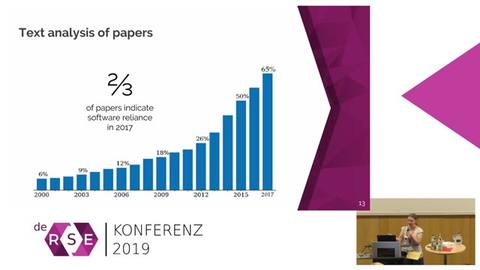 Text analysis of papers
⅔
of papers indicate
software reliance
in 2017
6%
9%
12%
18%
26%
50%
65%
2000
2003
2006
2009
2012
2015
2017
13
de
RSE
KONFERENZ
2019